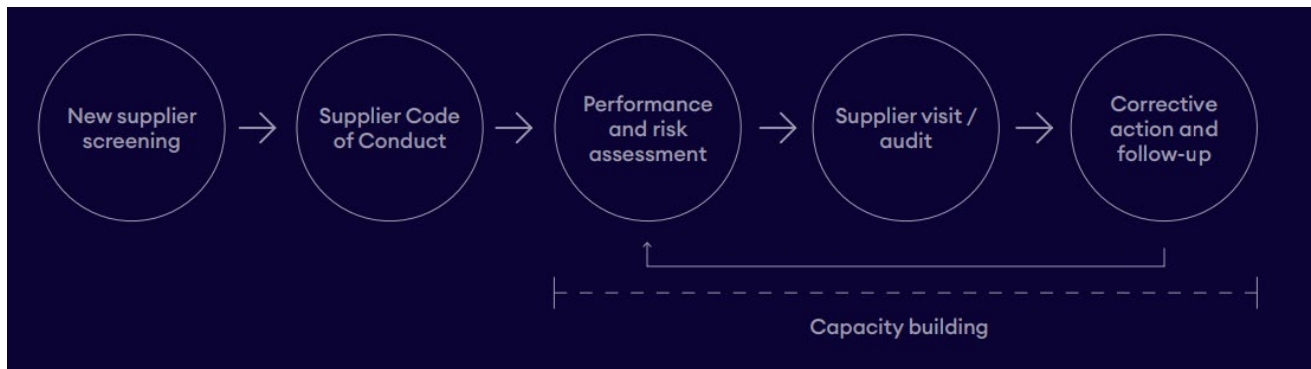 New supplier
screening
Supplier Code
of Conduct
Performance
and risk
assessment
Supplier visit /
audit
Corrective
action and
follow-up
Capacity building